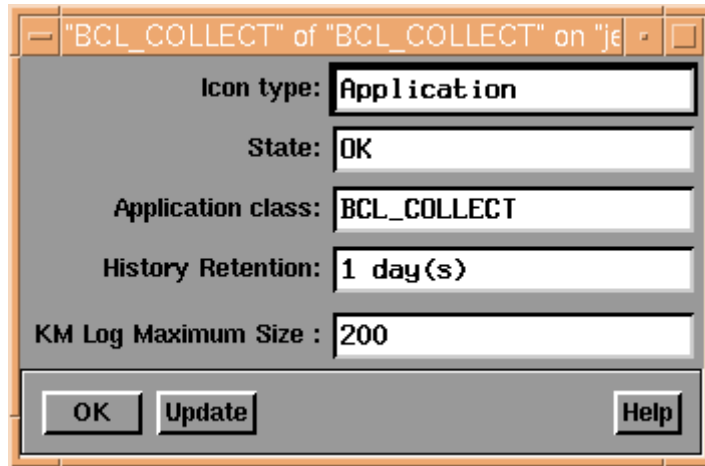 "BCL_COLLECT" of "BCL_COLLECT" on "je
Icon type: Application
State: OK
Application class: BCL_COLLECT
History Retention: 1 day(s)
KM Log Maximum Size : 200
OK Update Help